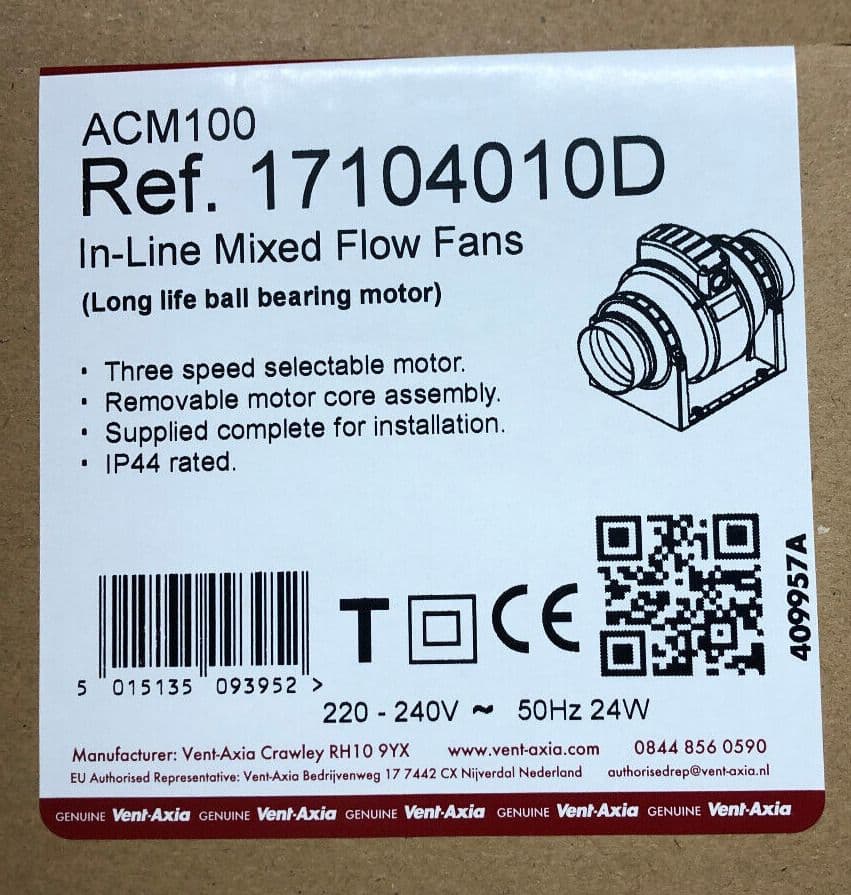 ACM100
Ref. 17104010D
In-Line Mixed Flow Fans
(Long life ball bearing motor)
· Three speed selectable motor.
· Removable motor core assembly.
· Supplied complete for installation.
· IP44 rated.
409957A
T CE
5 015135 093952 >
220 - 240V ~ 50Hz 24W
Manufacturer: Vent-Axia Crawley RH10 9YX www.vent-axia.com 0844 856 0590
EU Authorised Representative: Vent-Axia Bedrijvenweg 17 7442 CX Nijverdal Nederland authorisedrep@vent-axia.nl
GENUINE Vent-Axia GENUINE Vent-Axia GENUINE Vent-Axia GENUINE Vent-Axia GENUINE Vent-Axia